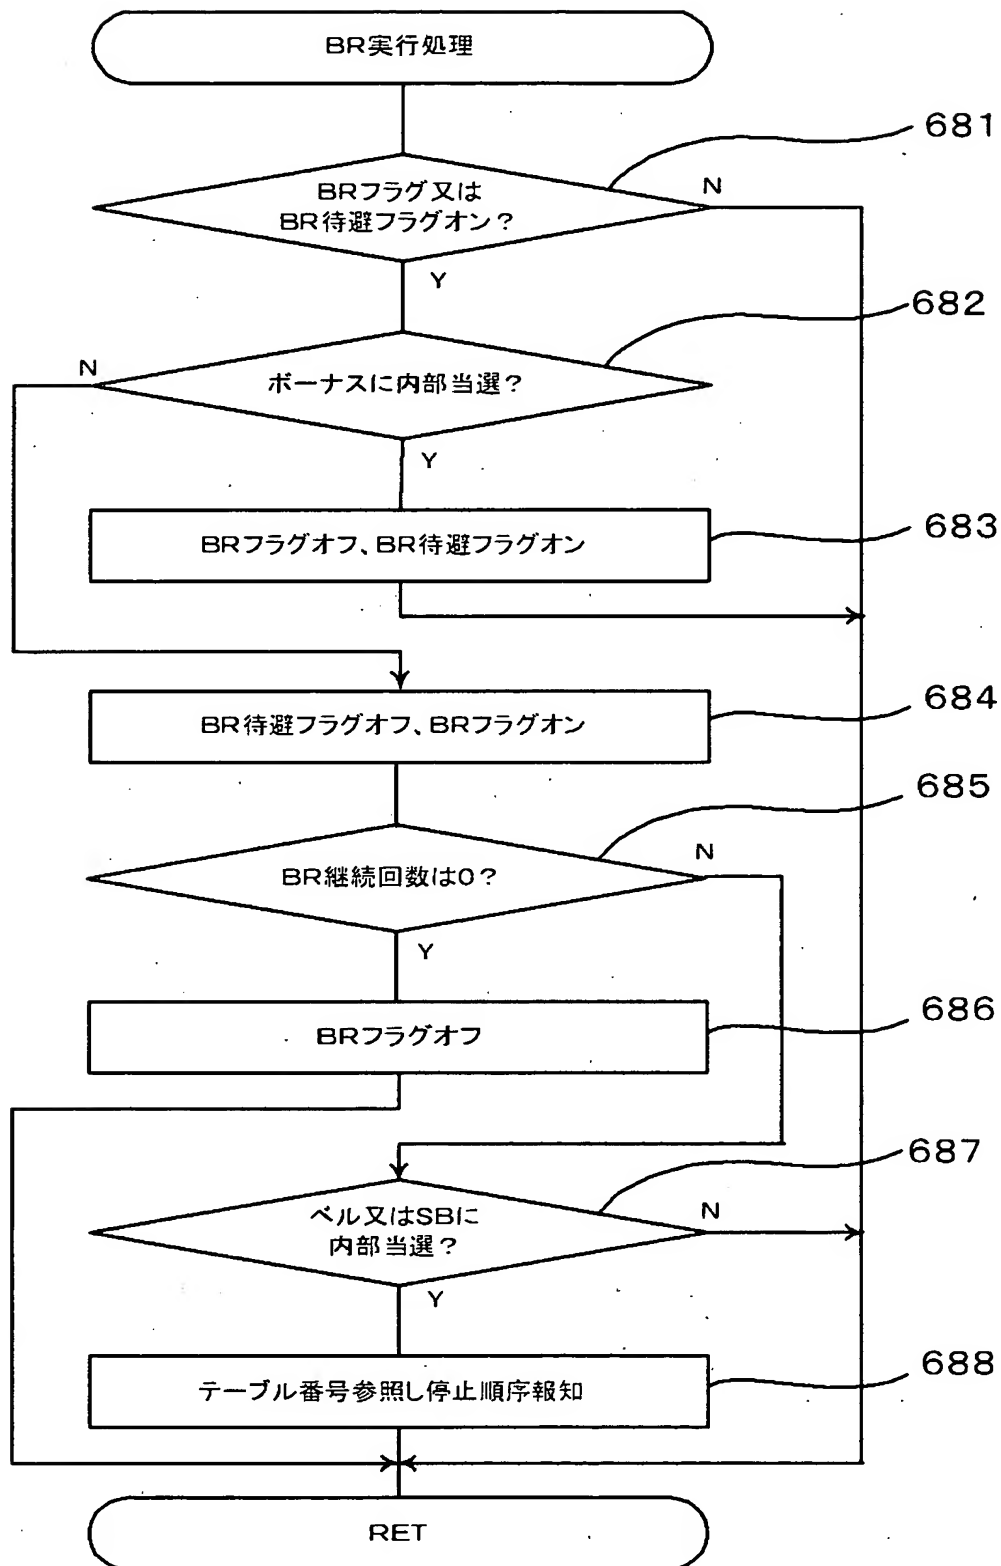 BR実行処理
681
BRフラグ又は
BR待避フラグオン?
N
Y
682
N
ボーナスに内部当選?
Y
683
BRフラグオフ、BR待避フラグオン
684
BR待避フラグオフ、BRフラグオン
685
N
BR継続回数は0?
Y
686
BRフラグオフ
687
N
ベル又はSBに
内部当選?
Y
688
テーブル番号参照し停止順序報知
RET